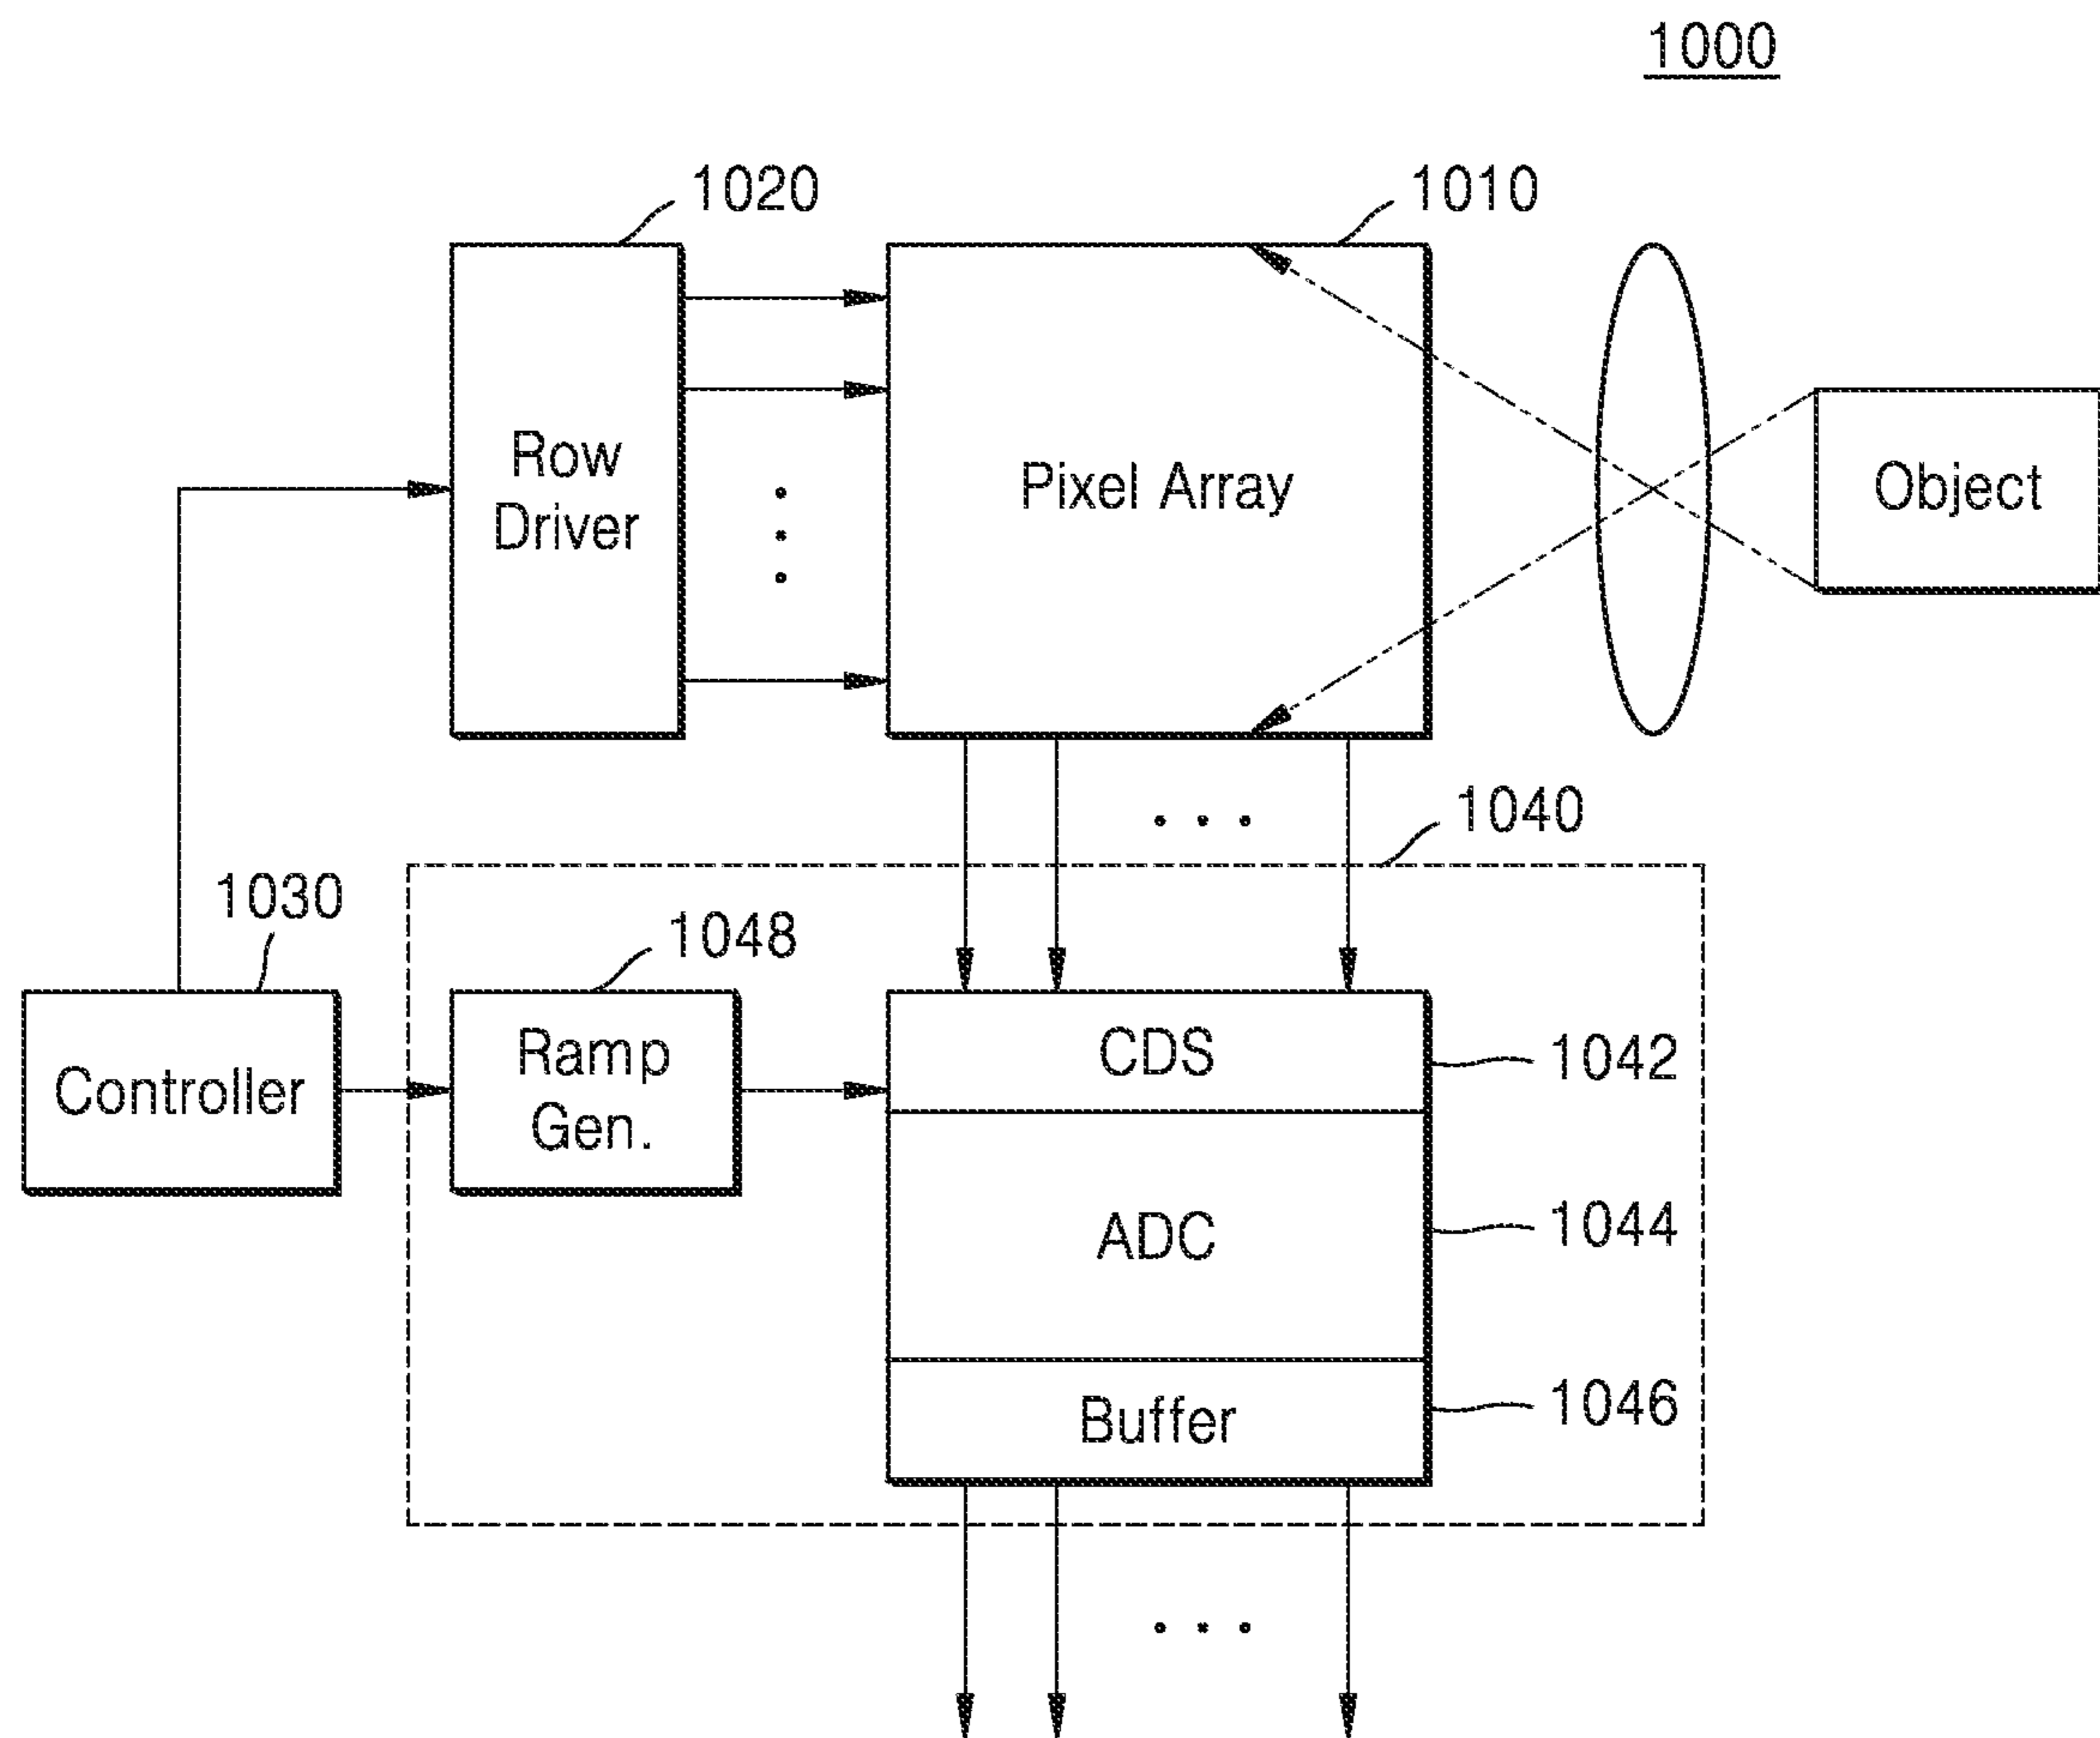 1000
1020
1010
Row
Driver
Pixel Array
Object
1040
1030
1048
Controller
Ramp
Gen.
CDS
1042
ADC
1044
Buffer
1046